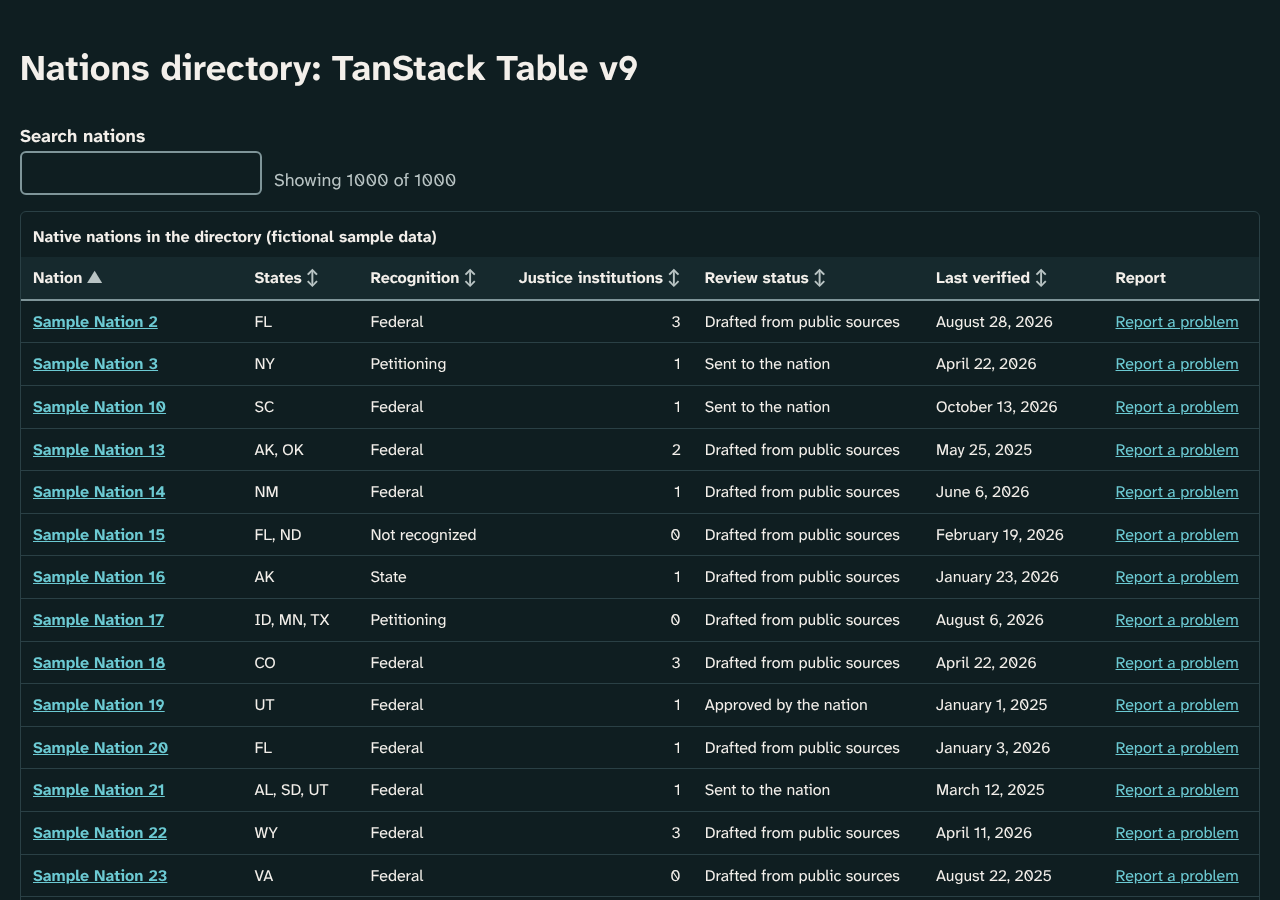 Nations directory: TanStack Table v9
Search nations
Showing 1000 of 1000
Native nations in the directory (fictional sample data)
Nation States Recognition Justice institutions Review status Last verified Report
Sample Nation 2 FL Federal 3 Drafted from public sources August 28, 2026 Report a problem
Sample Nation 3 NY Petitioning 1 Sent to the nation April 22, 2026 Report a problem
Sample Nation 10 SC Federal 1 Sent to the nation October 13, 2026 Report a problem
Sample Nation 13 AK, OK Federal 2 Drafted from public sources May 25, 2025 Report a problem
Sample Nation 14 NM Federal 1 Drafted from public sources June 6, 2026 Report a problem
Sample Nation 15 FL, ND Not recognized 0 Drafted from public sources February 19, 2026 Report a problem
Sample Nation 16 AK State 1 Drafted from public sources January 23, 2026 Report a problem
Sample Nation 17 ID, MN, TX Petitioning 0 Drafted from public sources August 6, 2026 Report a problem
Sample Nation 18 CO Federal 3 Drafted from public sources April 22, 2026 Report a problem
Sample Nation 19 UT Federal 1 Approved by the nation January 1, 2025 Report a problem
Sample Nation 20 FL Federal 1 Drafted from public sources January 3, 2026 Report a problem
Sample Nation 21 AL, SD, UT Federal 1 Sent to the nation March 12, 2025 Report a problem
Sample Nation 22 WY Federal 3 Drafted from public sources April 11, 2026 Report a problem
Sample Nation 23 VA Federal 0 Drafted from public sources August 22, 2025 Report a problem